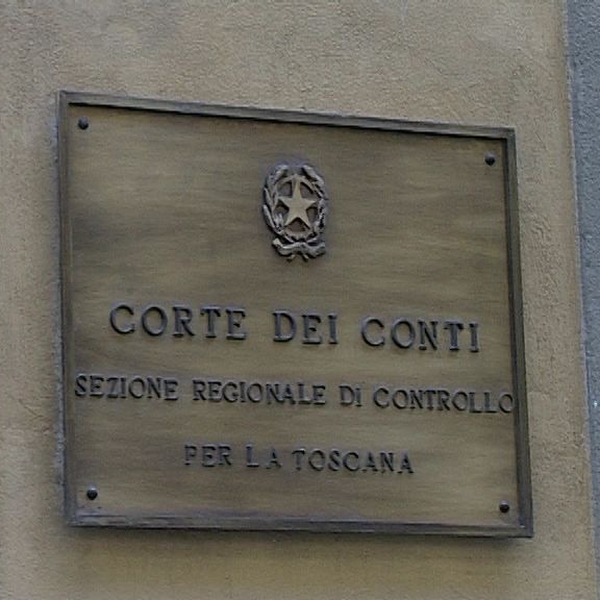 CORTE DEI CONTI
SEZIONE REGIONALE Di CONTROLLO
PER LA TOSCANA